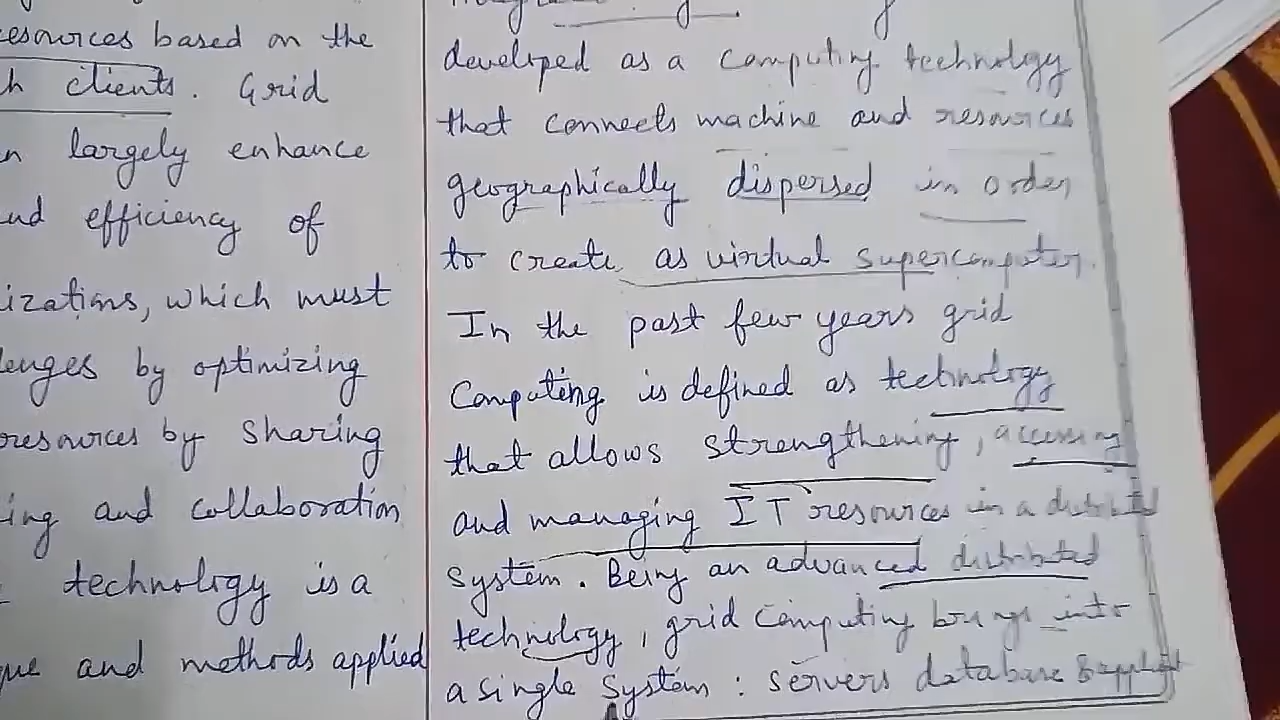 esources based on the
h clients. Grid
n largely enhance
ud efficiency of
izations, which must
lenges by optimizing
resources by sharing
ing and collaboration
technology is a
que and methods applied
developed as a computing technology
that connects machine and resources
geographically dispersed in order
to create as virtual supercomputer.
In the past few years grid
Computing is defined as technology
that allows strengthening, accessing
and managing IT resources in a distributed
system. Being an advanced distributed
technology, grid computing brings into
a single system: servers database &